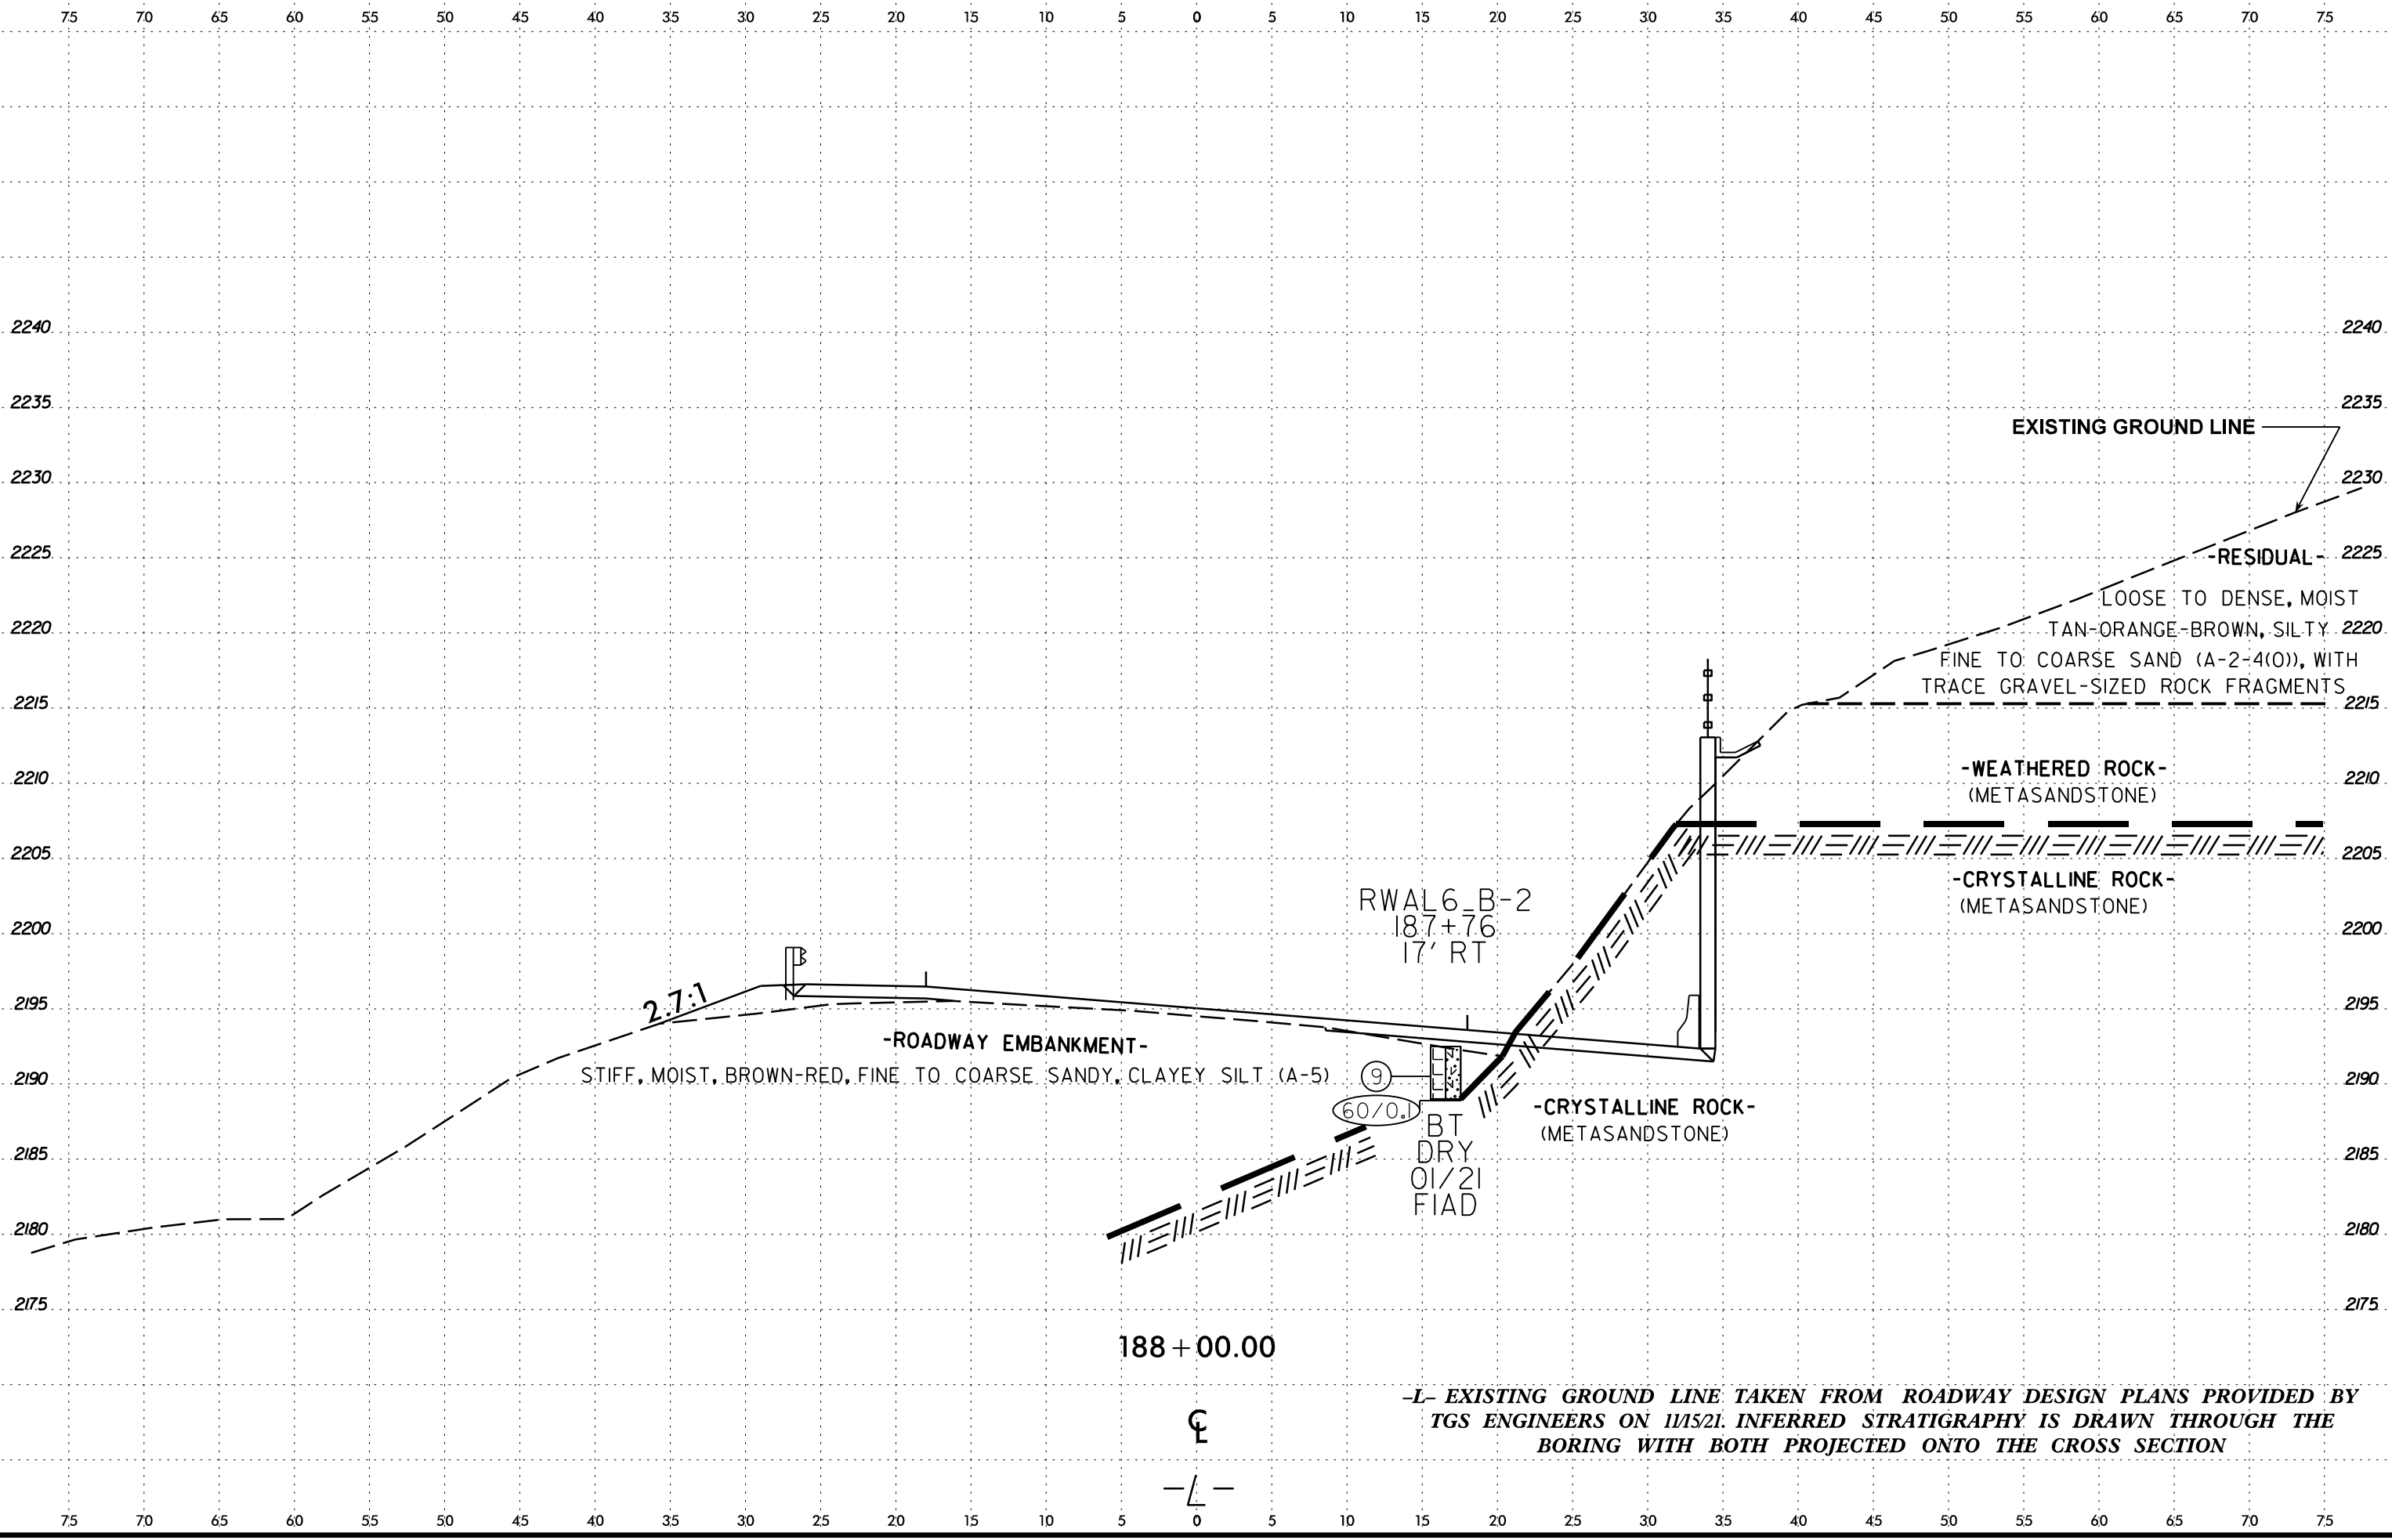 75 70 65 60 55 50 45 40 35 30 25 20 15 10 5 0 5 10 15 20 25 30 35 40 45 50 55 60 65 70 75
2240 2240
2235 2235
EXISTING GROUND LINE
2230 2230
2225 -RESIDUAL- 2225
LOOSE TO DENSE, MOIST
2220 TAN-ORANGE-BROWN, SILTY 2220
FINE TO COARSE SAND (A-2-4(0)), WITH
TRACE GRAVEL-SIZED ROCK FRAGMENTS
2215 2215
-WEATHERED ROCK-
2210 2210
(METASANDSTONE)
2205 2205
-CRYSTALLINE ROCK-
(METASANDSTONE)
RWAL6_B-2
187+76
17' RT
2200 2200
2.7:1
2195 2195
-ROADWAY EMBANKMENT-
STIFF, MOIST, BROWN-RED, FINE TO COARSE SANDY, CLAYEY SILT (A-5)
9
2190 2190
60/0.1
-CRYSTALLINE ROCK-
(METASANDSTONE)
BT
DRY
01/21
FIAD
2185 2185
2180 2180
2175 2175
188+00.00
-L- EXISTING GROUND LINE TAKEN FROM ROADWAY DESIGN PLANS PROVIDED BY
TGS ENGINEERS ON 11/15/21. INFERRED STRATIGRAPHY IS DRAWN THROUGH THE
BORING WITH BOTH PROJECTED ONTO THE CROSS SECTION
℄
-L-
75 70 65 60 55 50 45 40 35 30 25 20 15 10 5 0 5 10 15 20 25 30 35 40 45 50 55 60 65 70 75